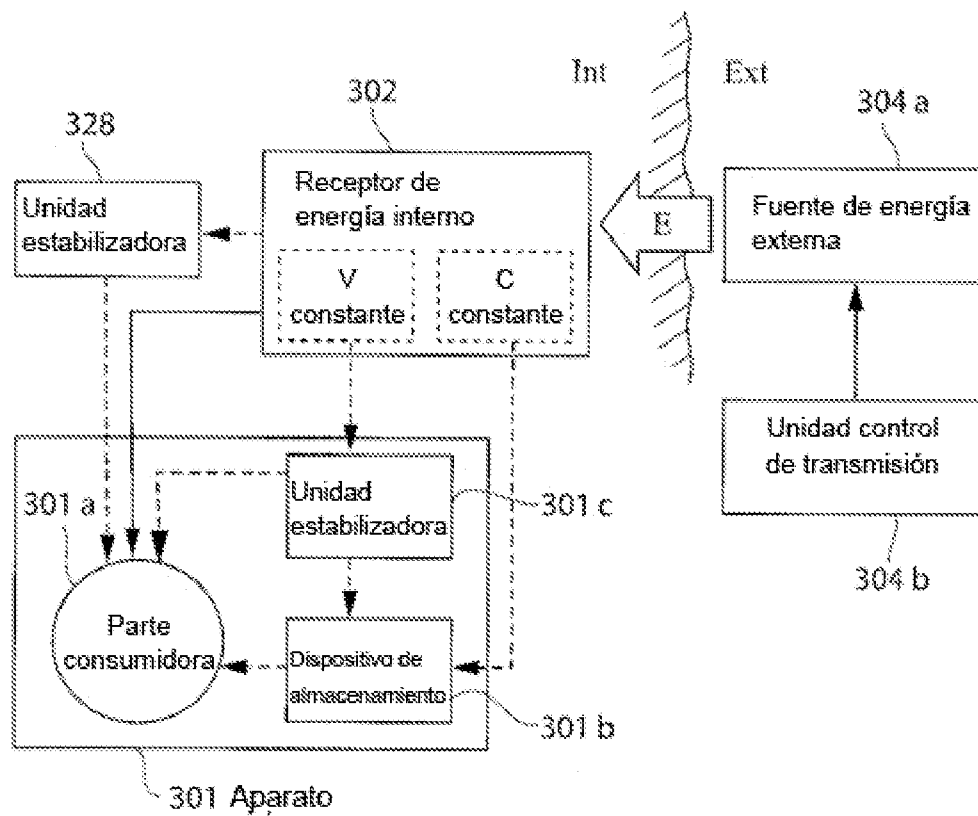 Int
Ext
302
328
304 a
Unidad
estabilizadora
Receptor de
energía interno
V
constante
C
constante
E
Fuente de energía
externa
Unidad control
de transmisión
304 b
301 a
Unidad
estabilizadora
301 c
Parte
consumidora
Dispositivo de
almacenamiento
301 b
301 Aparato